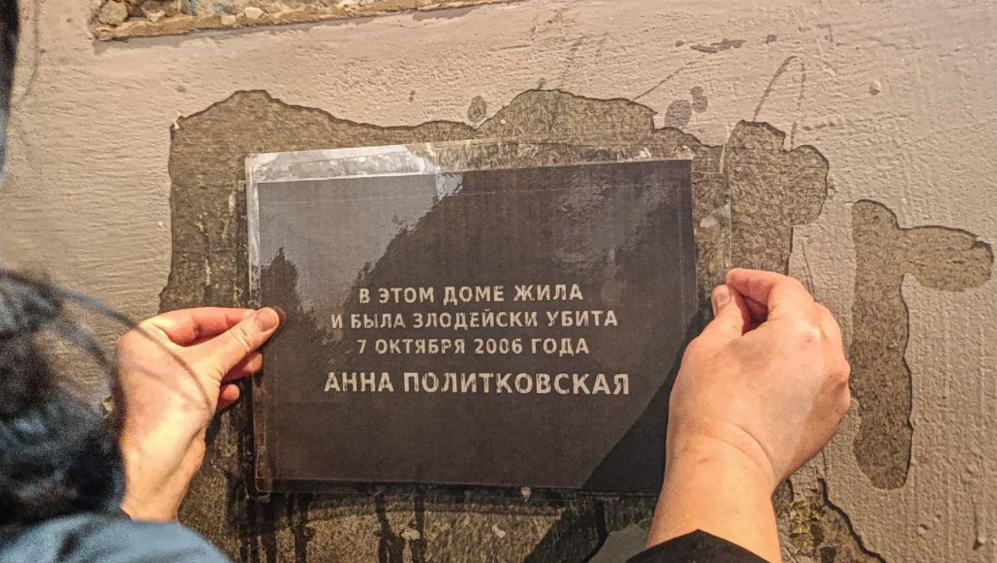 В ЭТОМ ДОМЕ ЖИЛА
И БЫЛА ЗЛОДЕЙСКИ УБИТА
7 ОКТЯБРЯ 2006 ГОДА
АННА ПОЛИТКОВСКАЯ